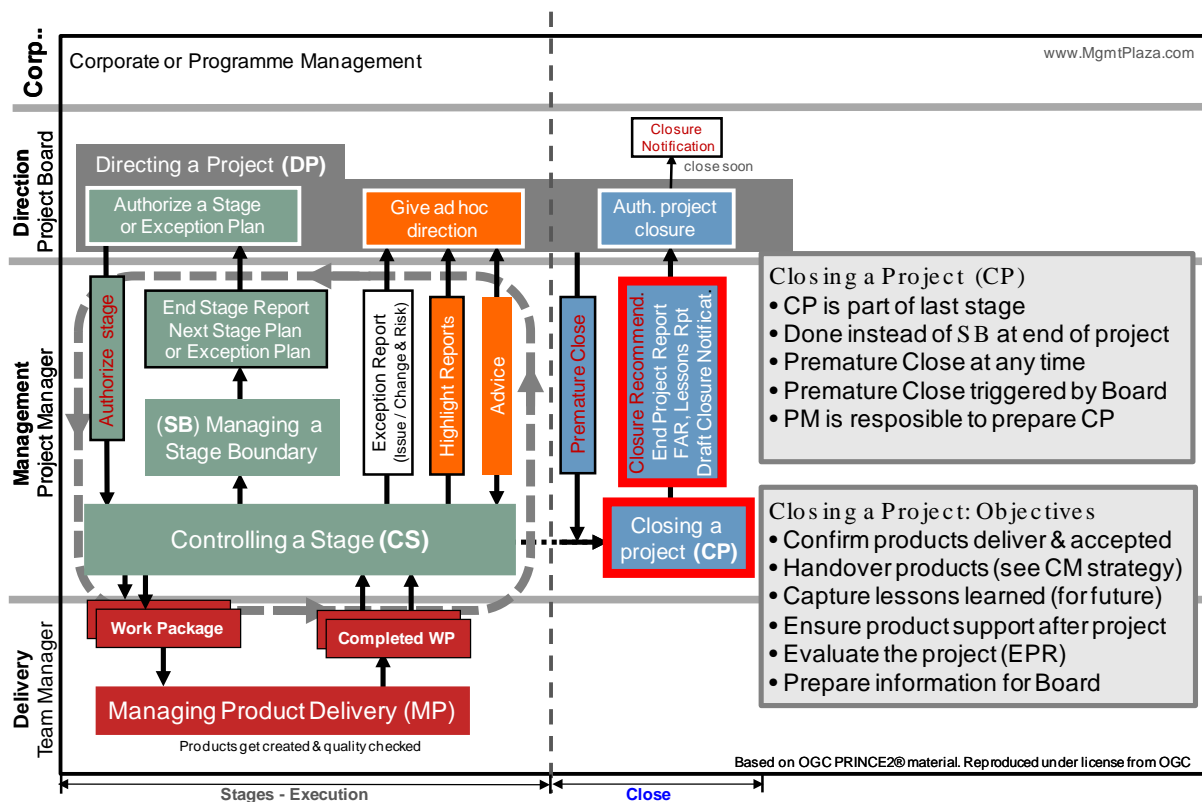 Corp..
Corporate or Programme Management
www.MgmtPlaza.com
Direction
Project Board
Directing a Project (DP)
Authorize a Stage
or Exception Plan
Give ad hoc
direction
Closure
Notification
close soon
Auth. project
closure
Management
Project Manager
Authorize stage
End Stage Report
Next Stage Plan
or Exception Plan
(SB) Managing a
Stage Boundary
Exception Report
(Issue / Change & Risk)
Highlight Reports
Advice
Premature Close
Closure Recommend.
End Project Report
FAR, Lessons Rpt
Draft Closure Notificat.
Controlling a Stage (CS)
Closing a
project (CP)
Closing a Project (CP)
• CP is part of last stage
• Done instead of SB at end of project
• Premature Close at any time
• Premature Close triggered by Board
• PM is resposible to prepare CP
Closing a Project: Objectives
• Confirm products deliver & accepted
• Handover products (see CM strategy)
• Capture lessons learned (for future)
• Ensure product support after project
• Evaluate the project (EPR)
• Prepare information for Board
Delivery
Team Manager
Work Package
Completed WP
Managing Product Delivery (MP)
Products get created & quality checked
Based on OGC PRINCE2® material. Reproduced under license from OGC
Stages - Execution
Close